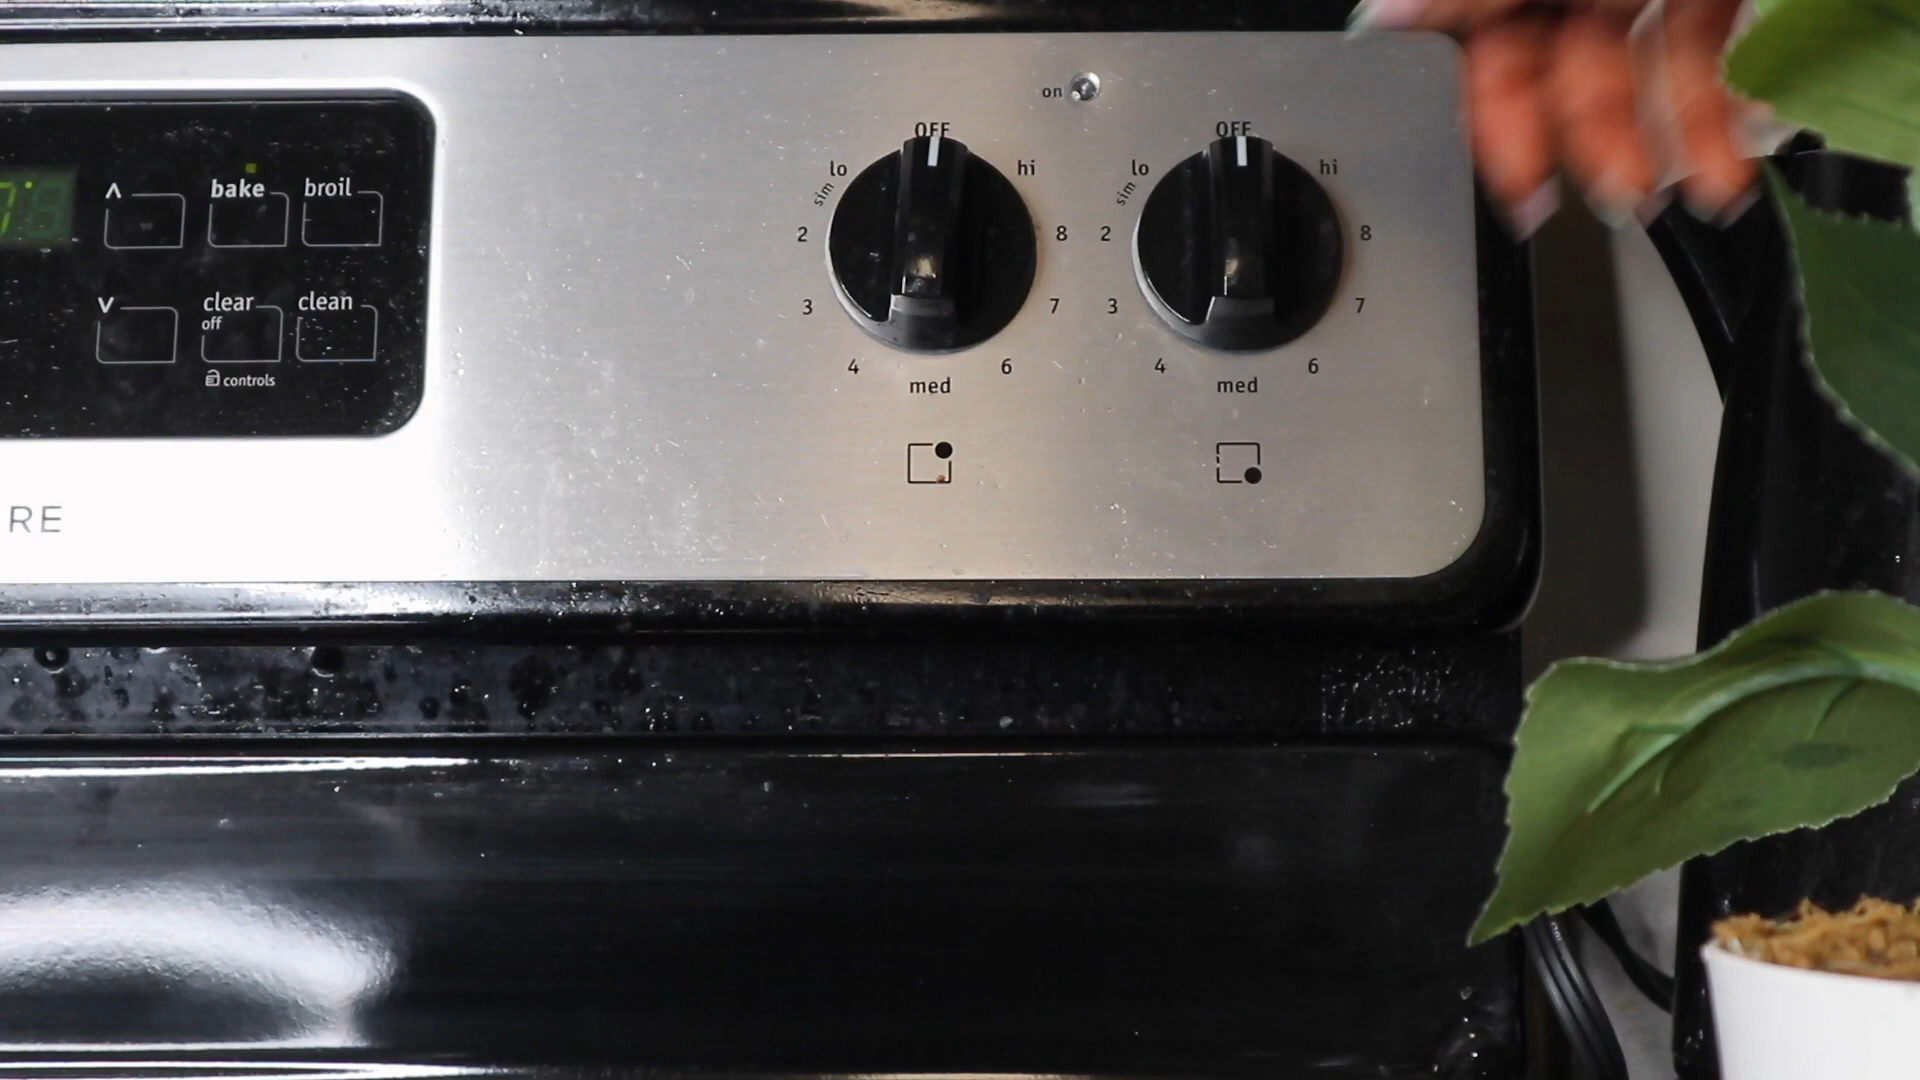 on
OFF
OFF
lo
hi
lo
hi
sim
sim
2
8
2
8
3
7
3
7
4
6
4
6
med
med
bake
broil
clear
clean
off
controls
RE